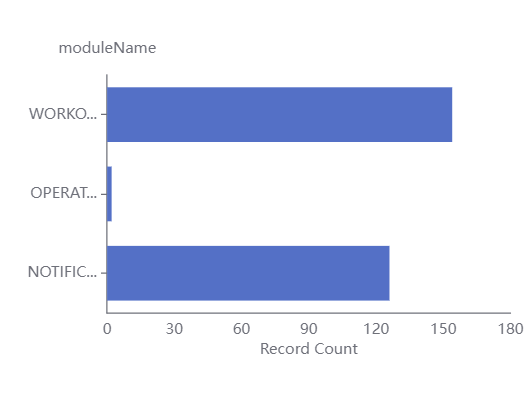 moduleName
WORKO...
OPERAT...
NOTIFIC...
0 30 60 90 120 150 180
Record Count